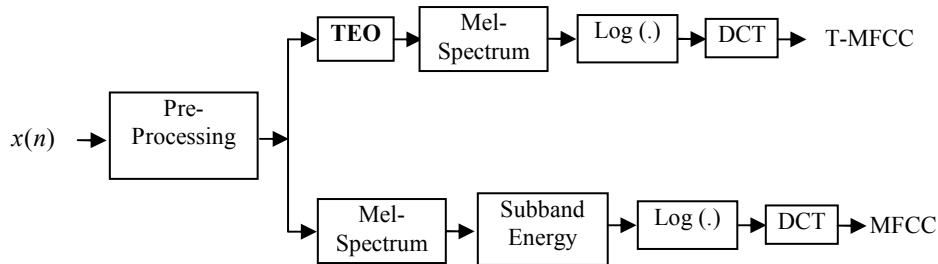 x(n)
Pre-
Processing
TEO
Mel-
Spectrum
Log (.)
DCT
T-MFCC
Mel-
Spectrum
Subband
Energy
Log (.)
DCT
MFCC